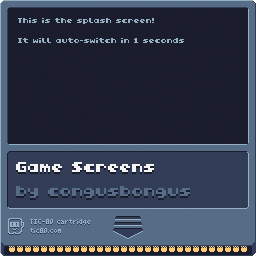 This is the splash screen!
It will auto-switch in 1 seconds
Game Screens
by congusbongus
TIC-80 cartridge
tic80.com